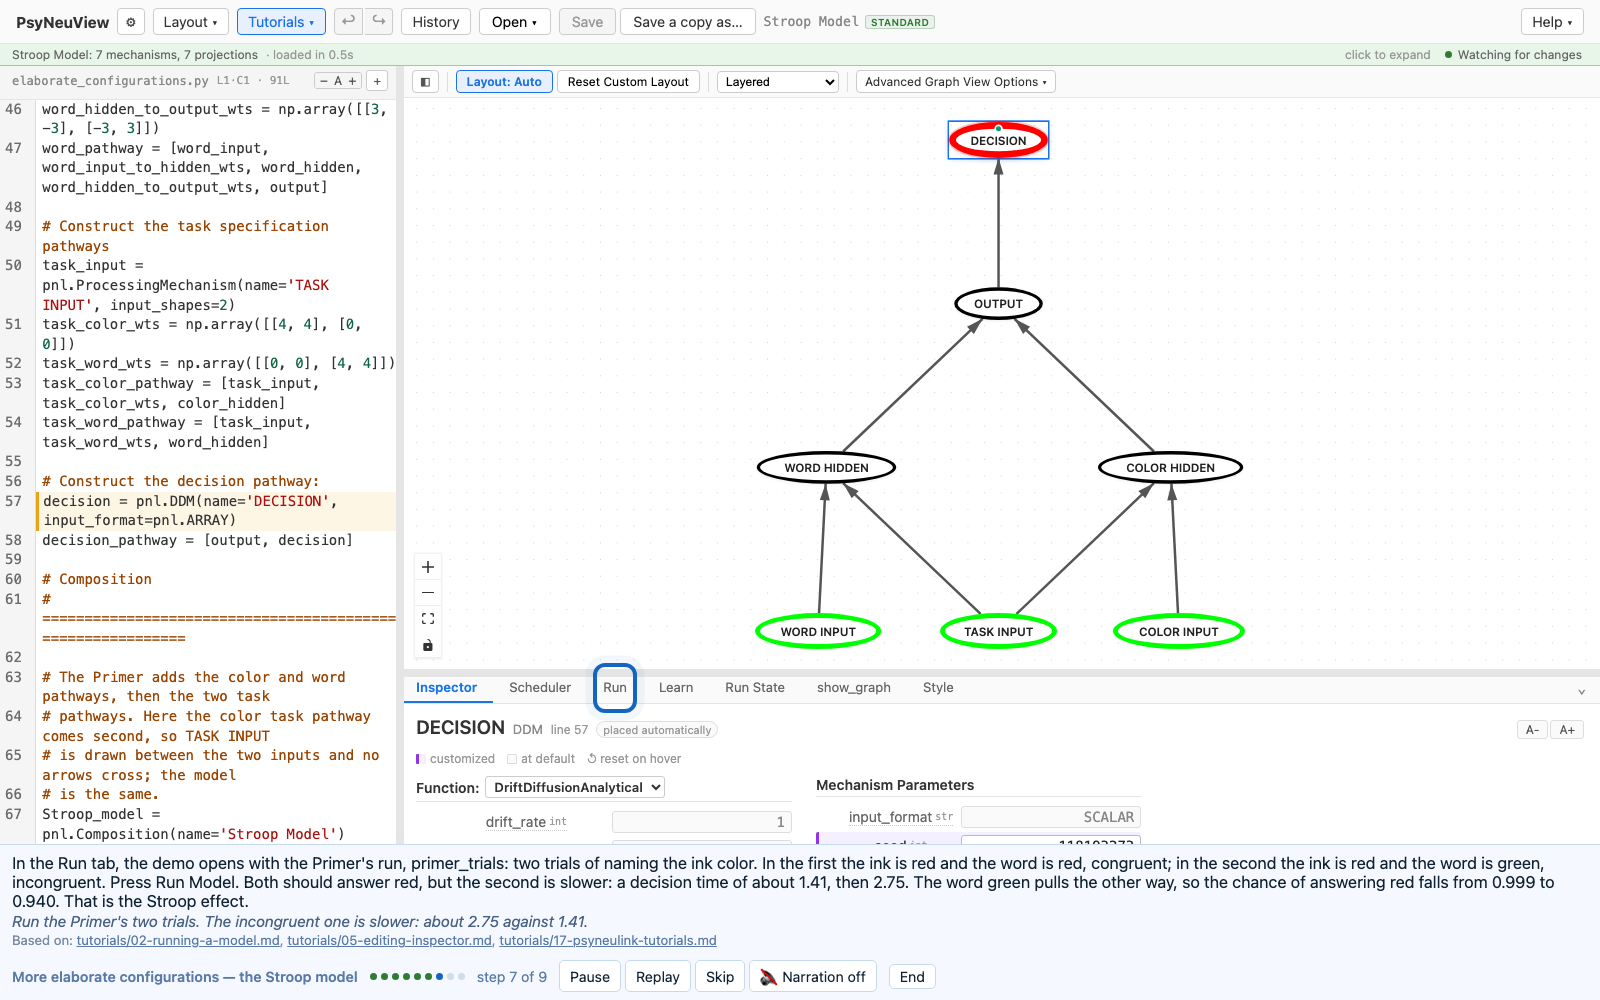 PsyNeuView ⚙ Layout ▾ Tutorials ▾ History Open ▾ Save Save a copy as... Stroop Model STANDARD Help ▾
Stroop Model: 7 mechanisms, 7 projections · loaded in 0.5s click to expand ● Watching for changes
elaborate_configurations.py L1·C1 · 91L − A + +
Layout: Auto Reset Custom Layout Layered Advanced Graph View Options ▾
46 word_hidden_to_output_wts = np.array([[3,
-3], [-3, 3]])
47 word_pathway = [word_input,
word_input_to_hidden_wts, word_hidden,
word_hidden_to_output_wts, output]
48
49 # Construct the task specification
pathways
50 task_input =
pnl.ProcessingMechanism(name='TASK
INPUT', input_shapes=2)
51 task_color_wts = np.array([[4, 4], [0,
0]])
52 task_word_wts = np.array([[0, 0], [4, 4]])
53 task_color_pathway = [task_input,
task_color_wts, color_hidden]
54 task_word_pathway = [task_input,
task_word_wts, word_hidden]
55
56 # Construct the decision pathway:
57 decision = pnl.DDM(name='DECISION',
input_format=pnl.ARRAY)
58 decision_pathway = [output, decision]
59
60 # Composition
61 #
==========================================
=================
62
63 # The Primer adds the color and word
pathways, then the two task
64 # pathways. Here the color task pathway
comes second, so TASK INPUT
65 # is drawn between the two inputs and no
arrows cross; the model
66 # is the same.
67 Stroop_model =
pnl.Composition(name='Stroop Model')
DECISION
OUTPUT
WORD HIDDEN COLOR HIDDEN
WORD INPUT TASK INPUT COLOR INPUT
Inspector Scheduler Run Learn Run State show_graph Style
DECISION DDM line 57 placed automatically A- A+
customized at default ↺ reset on hover
Function: DriftDiffusionAnalytical
drift_rate int 1
Mechanism Parameters
input_format str SCALAR
In the Run tab, the demo opens with the Primer's run, primer_trials: two trials of naming the ink color. In the first the ink is red and the word is red, congruent; in the second the ink is red and the word is green,
incongruent. Press Run Model. Both should answer red, but the second is slower: a decision time of about 1.41, then 2.75. The word green pulls the other way, so the chance of answering red falls from 0.999 to
0.940. That is the Stroop effect.
Run the Primer's two trials. The incongruent one is slower: about 2.75 against 1.41.
Based on: tutorials/02-running-a-model.md, tutorials/05-editing-inspector.md, tutorials/17-psyneulink-tutorials.md
More elaborate configurations — the Stroop model step 7 of 9 Pause Replay Skip Narration off End